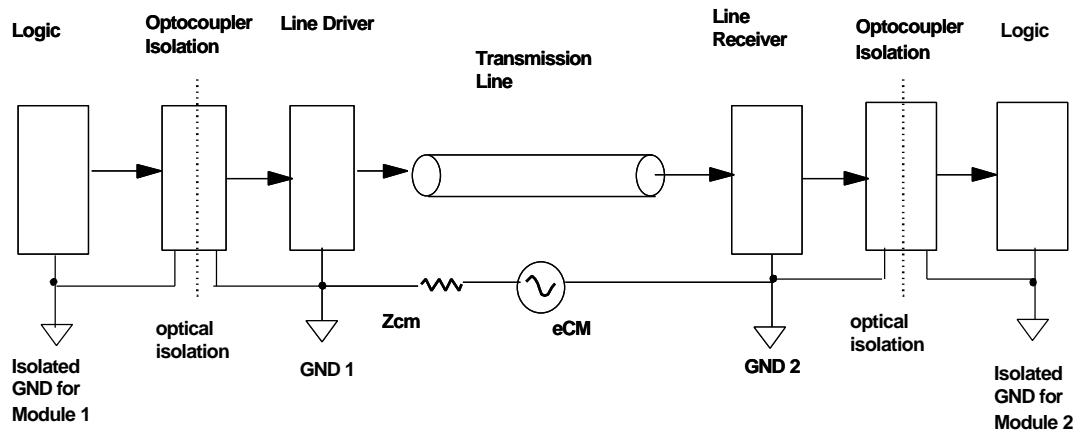 Logic
Optocoupler
Isolation
Line Driver
Transmission
Line
Line
Receiver
Optocoupler
Isolation
Logic
optical
isolation
Zcm
eCM
optical
isolation
Isolated
GND for
Module 1
GND 1
GND 2
Isolated
GND for
Module 2